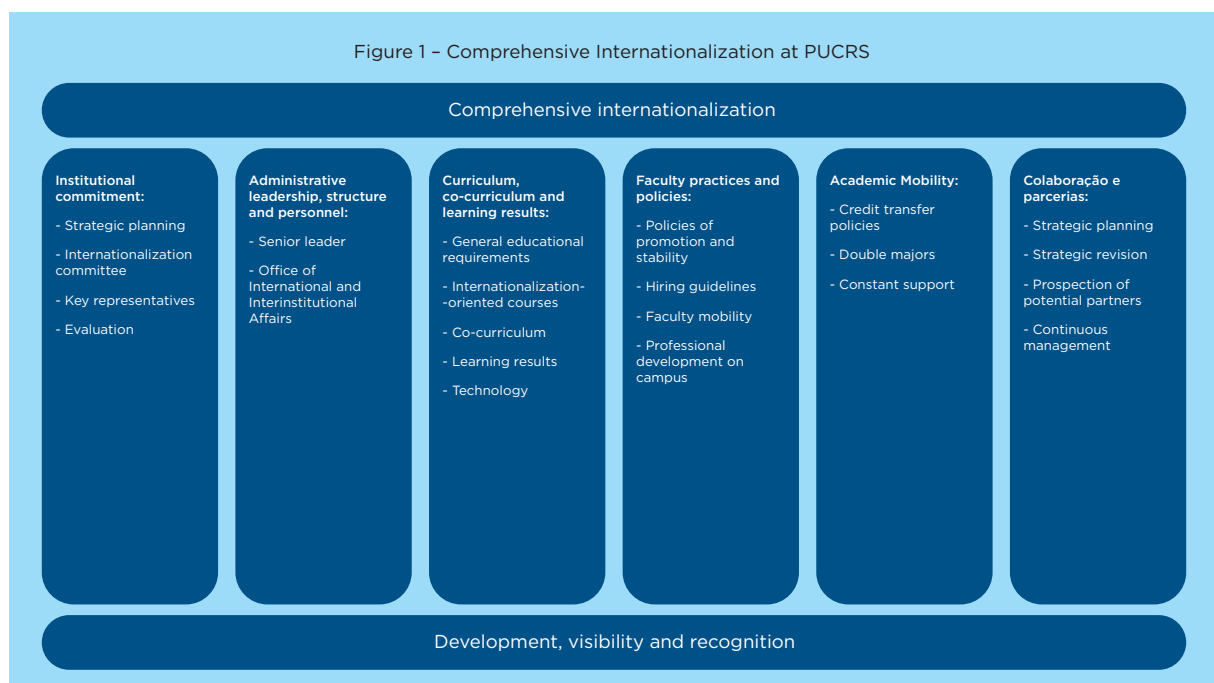 Figure 1 – Comprehensive Internationalization at PUCRS
Comprehensive internationalization
Institutional
commitment:
- Strategic planning
- Internationalization
committee
- Key representatives
- Evaluation
Administrative
leadership, structure
and personnel:
- Senior leader
- Office of
International and
Interinstitutional
Affairs
Curriculum,
co-curriculum and
learning results:
- General educational
requirements
- Internationalization-
-oriented courses
- Co-curriculum
- Learning results
- Technology
Faculty practices and
policies:
- Policies of
promotion and
stability
- Hiring guidelines
- Faculty mobility
- Professional
development on
campus
Academic Mobility:
- Credit transfer
policies
- Double majors
- Constant support
Colaboração e
parcerias:
- Strategic planning
- Strategic revision
- Prospection of
potential partners
- Continuous
management
Development, visibility and recognition